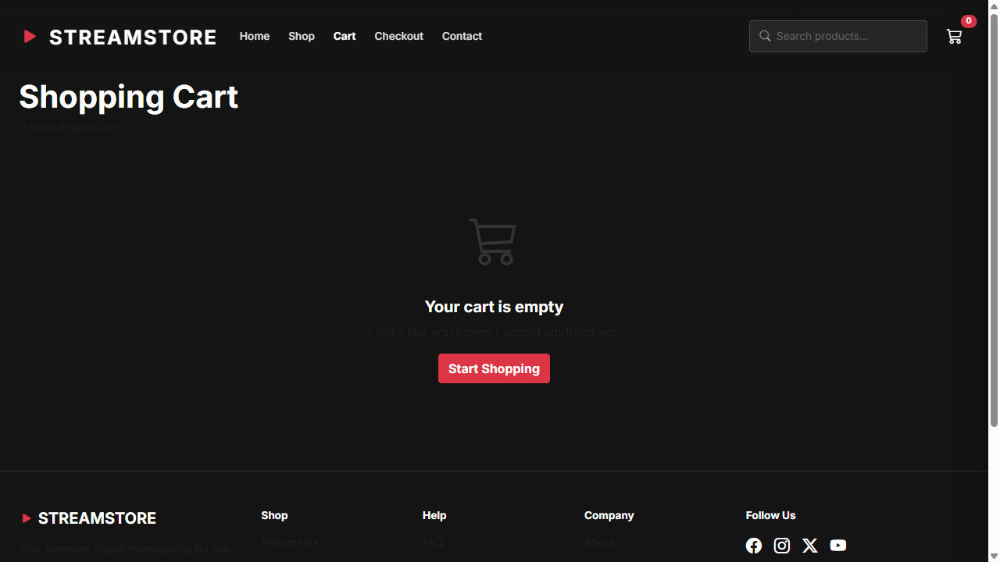 STREAMSTORE
Home Shop Cart Checkout Contact
Search products...
0
Shopping Cart
0 items in your cart
Your cart is empty
Looks like you haven't added anything yet.
Start Shopping
STREAMSTORE
Your premium digital marketplace for top-
Shop
Electronics
Help
FAQ
Company
About
Follow Us